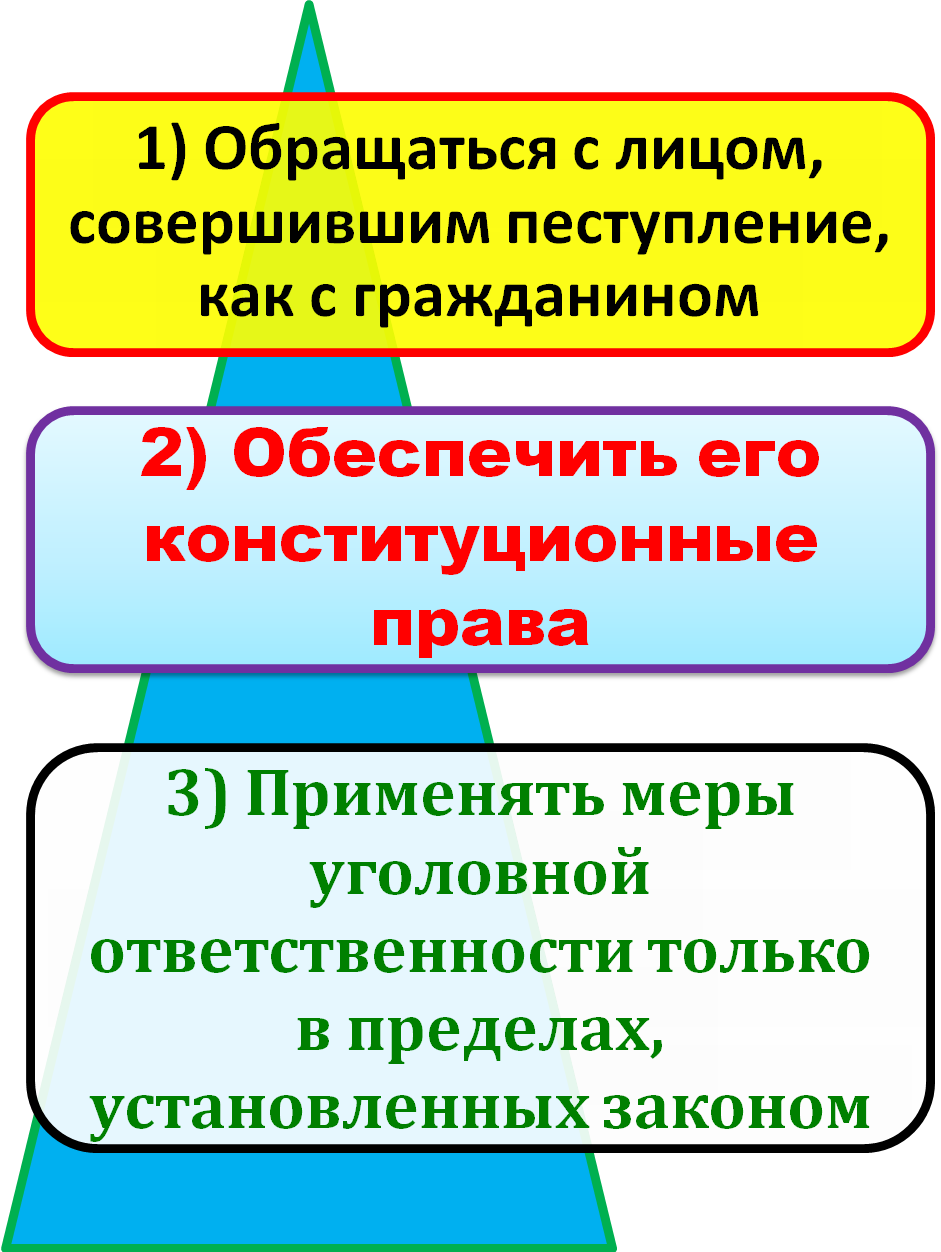 1) Обращаться с лицом,
совершившим пеступление,
как с гражданином
2) Обеспечить его
конституционные
права
3) Применять меры
уголовной
ответственности только
в пределах,
установленных законом